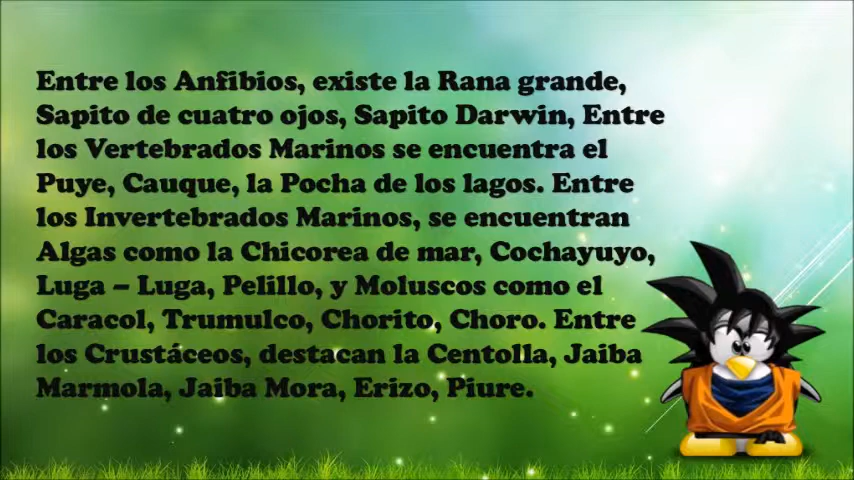 Entre los Anfibios, existe la Rana grande,
Sapito de cuatro ojos, Sapito Darwin, Entre
los Vertebrados Marinos se encuentra el
Puye, Cauque, la Pocha de los lagos. Entre
los Invertebrados Marinos, se encuentran
Algas como la Chicorea de mar, Cochayuyo,
Luga – Luga, Pelillo, y Moluscos como el
Caracol, Trumulco, Chorito, Choro. Entre
los Crustáceos, destacan la Centolla, Jaiba
Marmola, Jaiba Mora, Erizo, Piure.